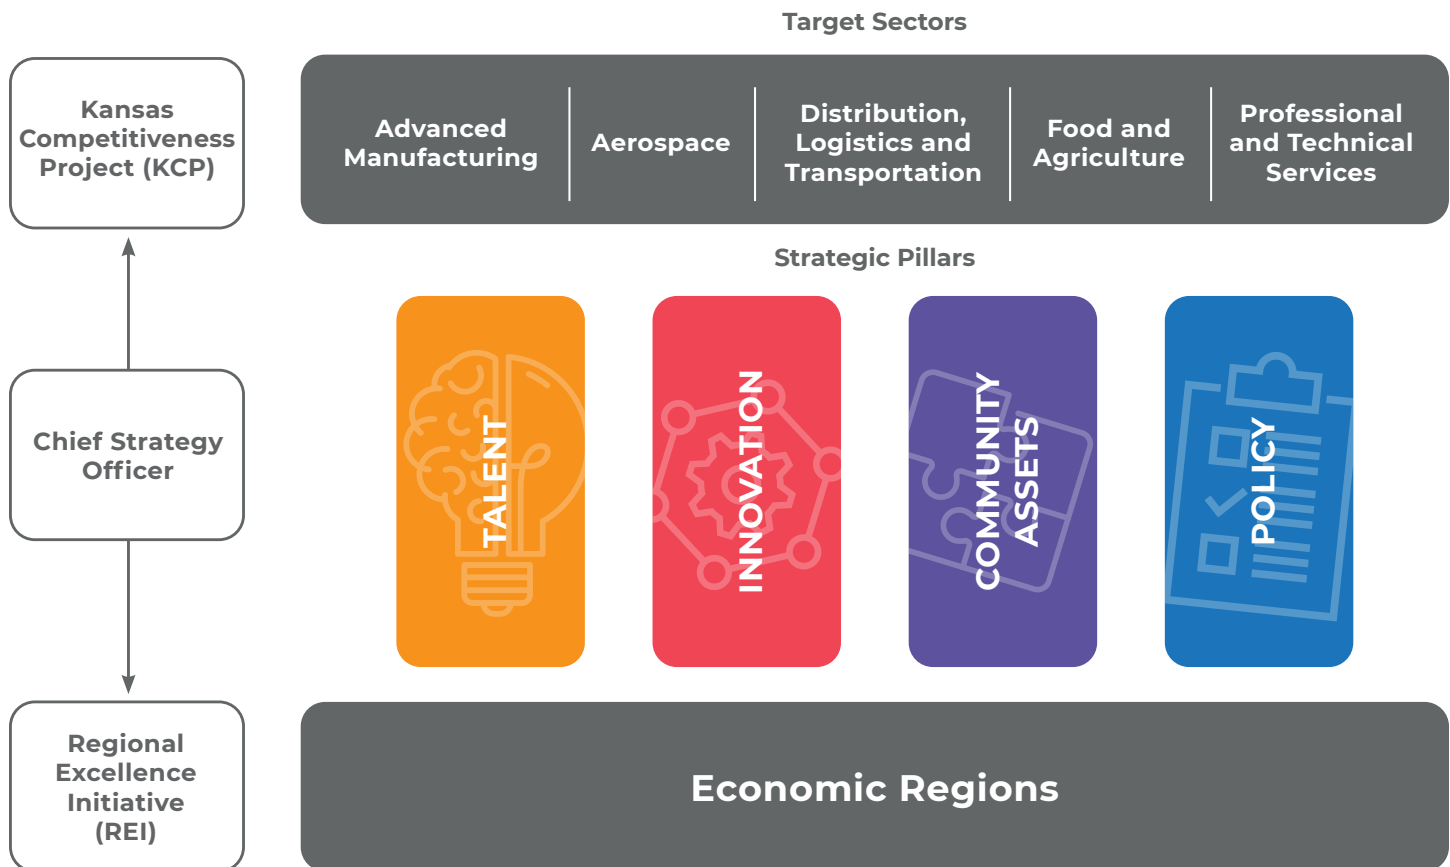 Target Sectors
Kansas
Competitiveness
Project (KCP)
Advanced
Manufacturing
Aerospace
Distribution,
Logistics and
Transportation
Food and
Agriculture
Professional
and Technical
Services
Strategic Pillars
Chief Strategy
Officer
TALENT
INNOVATION
COMMUNITY
ASSETS
POLICY
Regional
Excellence
Initiative
(REI)
Economic Regions